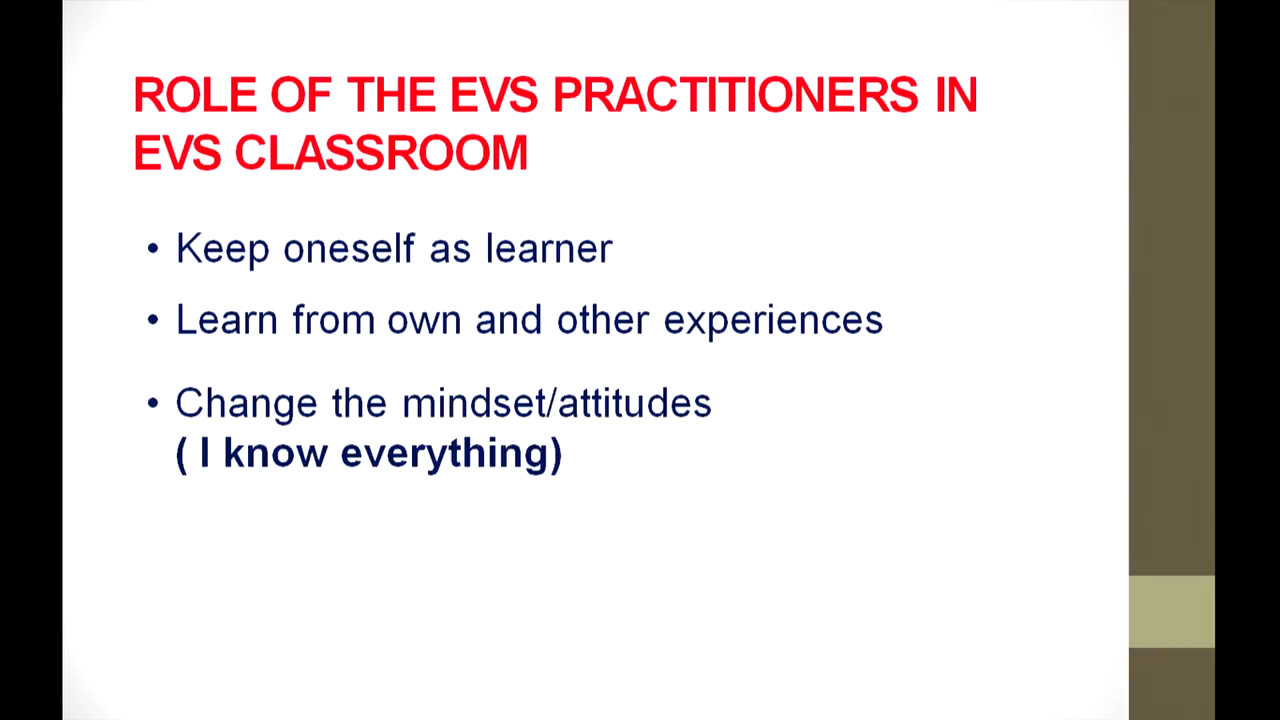 ROLE OF THE EVS PRACTITIONERS IN
EVS CLASSROOM
• Keep oneself as learner
• Learn from own and other experiences
• Change the mindset/attitudes
( I know everything)